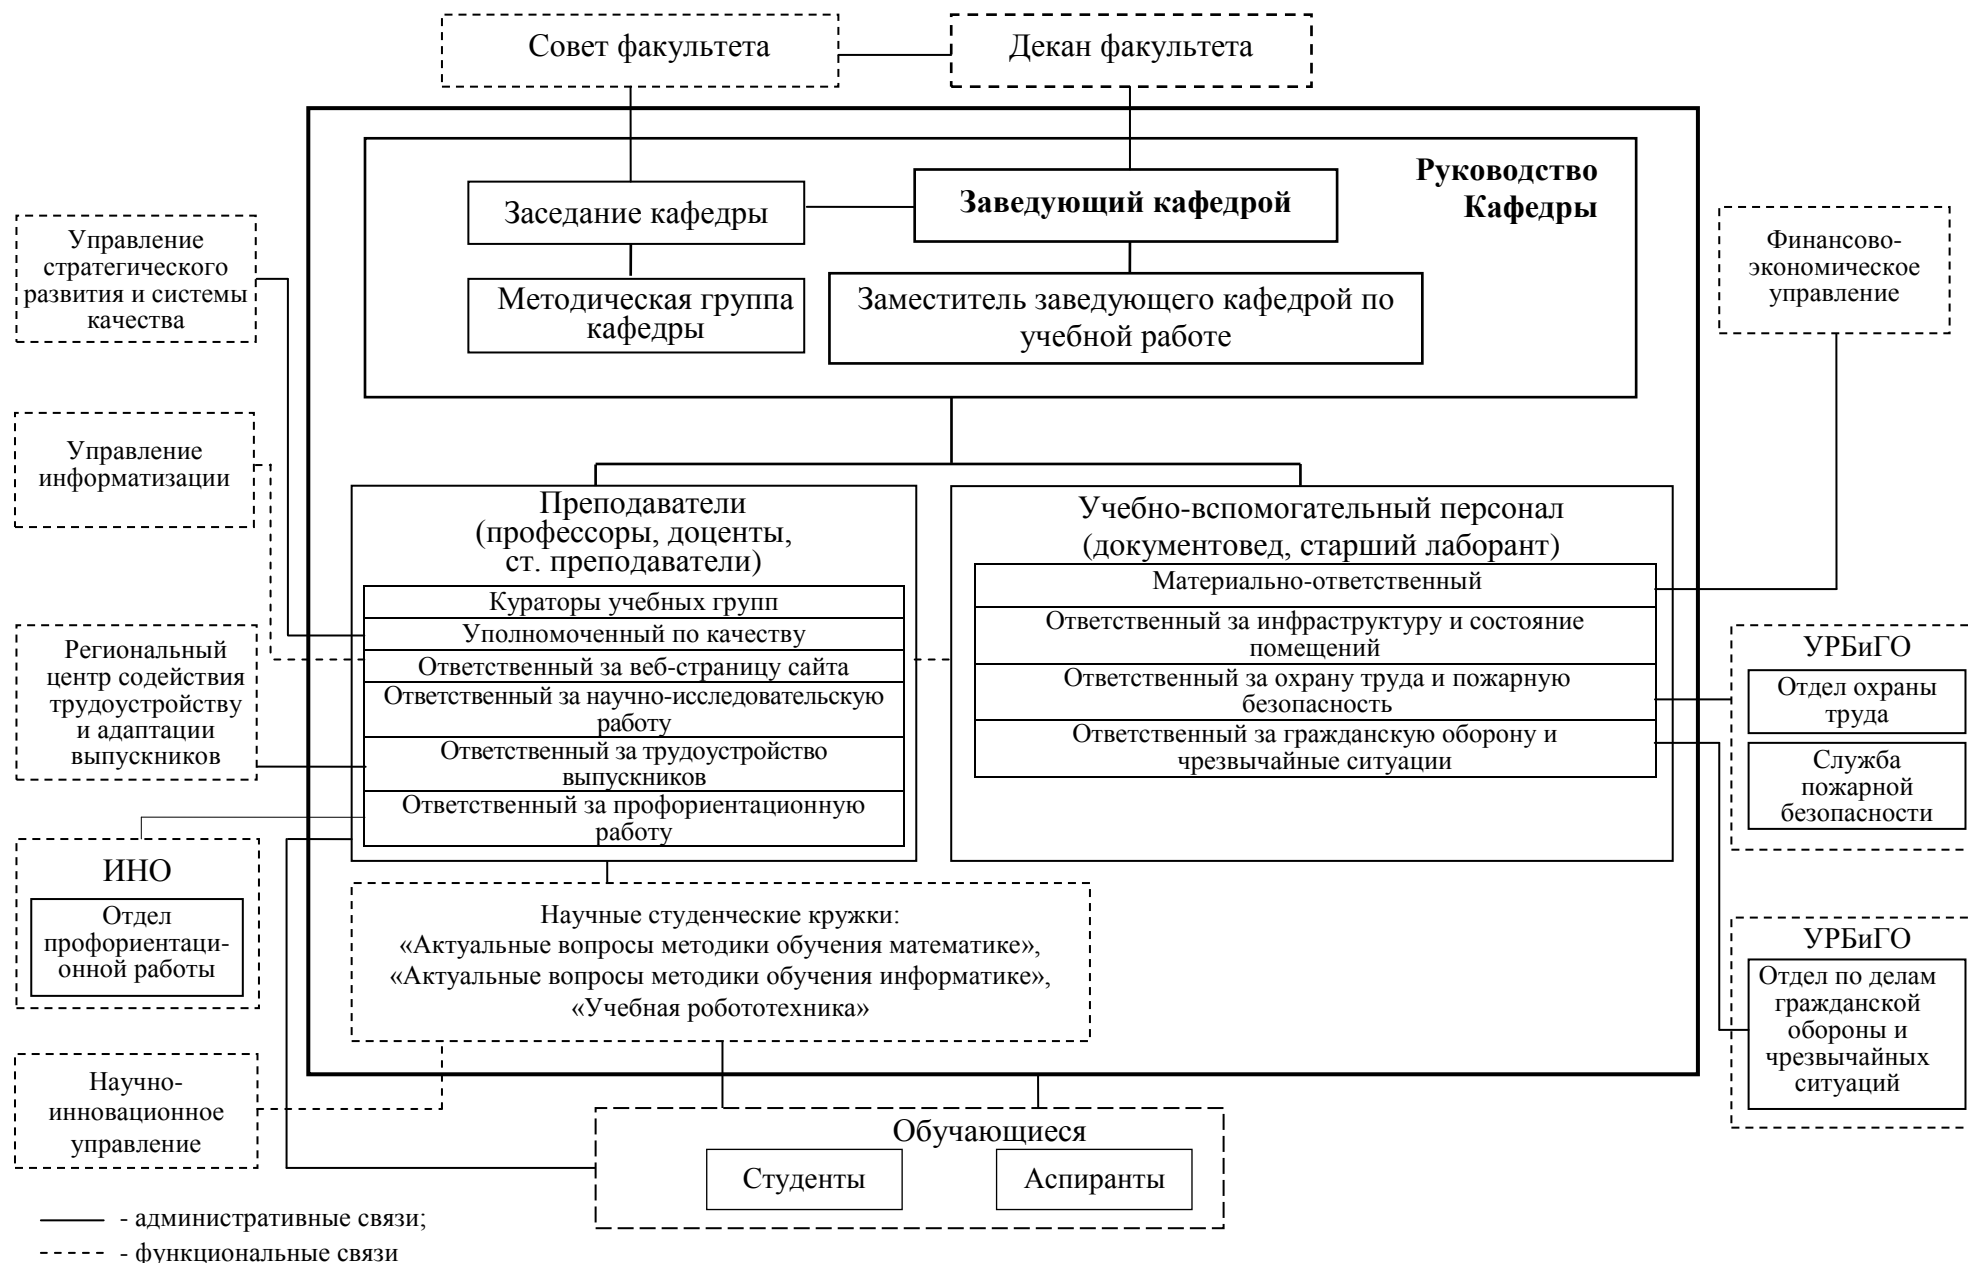 Совет факультета
Декан факультета
Руководство
Кафедры
Заседание кафедры
Заведующий кафедрой
Методическая группа
кафедры
Заместитель заведующего кафедрой по
учебной работе
Управление
стратегического
развития и системы
качества
Финансово-
экономическое
управление
Управление
информатизации
Преподаватели
(профессоры, доценты,
ст. преподаватели)
Кураторы учебных групп
Уполномоченный по качеству
Ответственный за веб-страницу сайта
Ответственный за научно-исследовательскую
работу
Ответственный за трудоустройство
выпускников
Ответственный за профориентационную
работу
Учебно-вспомогательный персонал
(документовед, старший лаборант)
Материально-ответственный
Ответственный за инфраструктуру и состояние
помещений
Ответственный за охрану труда и пожарную
безопасность
Ответственный за гражданскую оборону и
чрезвычайные ситуации
Региональный
центр содействия
трудоустройству
и адаптации
выпускников
УРБиГО
Отдел охраны
труда
Служба
пожарной
безопасности
ИНО
Отдел
профориентаци-
онной работы
Научные студенческие кружки:
«Актуальные вопросы методики обучения математике»,
«Актуальные вопросы методики обучения информатике»,
«Учебная робототехника»
УРБиГО
Отдел по делам
гражданской
обороны и
чрезвычайных
ситуаций
Научно-
инновационное
управление
Обучающиеся
Студенты
Аспиранты
- административные связи;
- функциональные связи